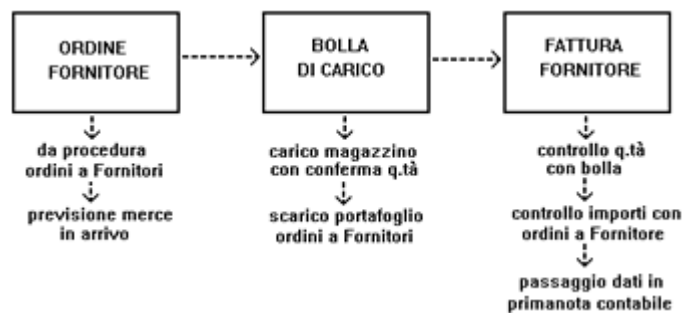 ORDINE
FORNITORE
BOLLA
DI CARICO
FATTURA
FORNITORE
da procedura
ordini a Fornitori
previsione merce
in arrivo
carico magazzino
con conferma q.tà
scarico portafoglio
ordini a Fornitori
controllo q.tà
con bolla
controllo importi con
ordini a Fornitore
passaggio dati in
primanota contabile